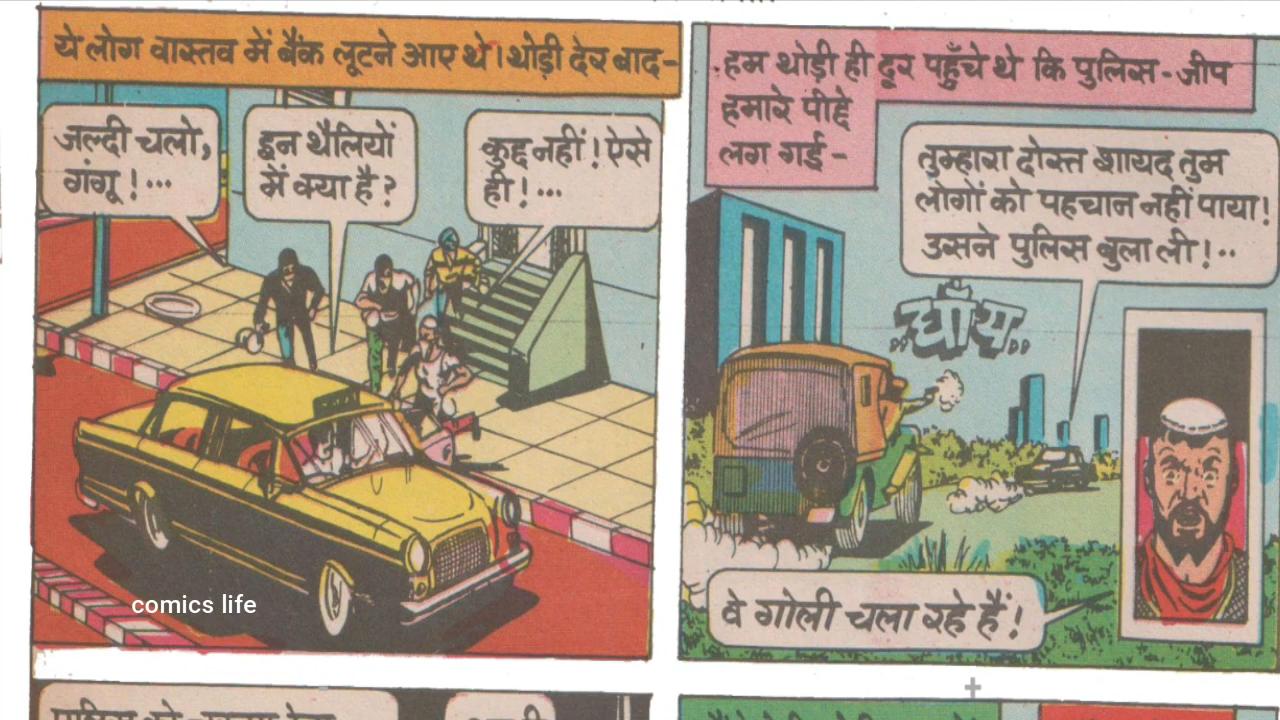 ये लोग वास्तव में बैंक लूटने आए थे। थोड़ी देर बाद-
जल्दी चलो,
गंगू!...
इन थैलियों
में क्या है?
कुछ नहीं! ऐसे
ही!...
हम थोड़ी ही दूर पहुँचे थे कि पुलिस-जीप
हमारे पीछे
लग गई-
तुम्हारा दोस्त शायद तुम
लोगों को पहचान नहीं पाया!
उसने पुलिस बुला ली!..
..धाँय..
वे गोली चला रहे हैं!
comics life